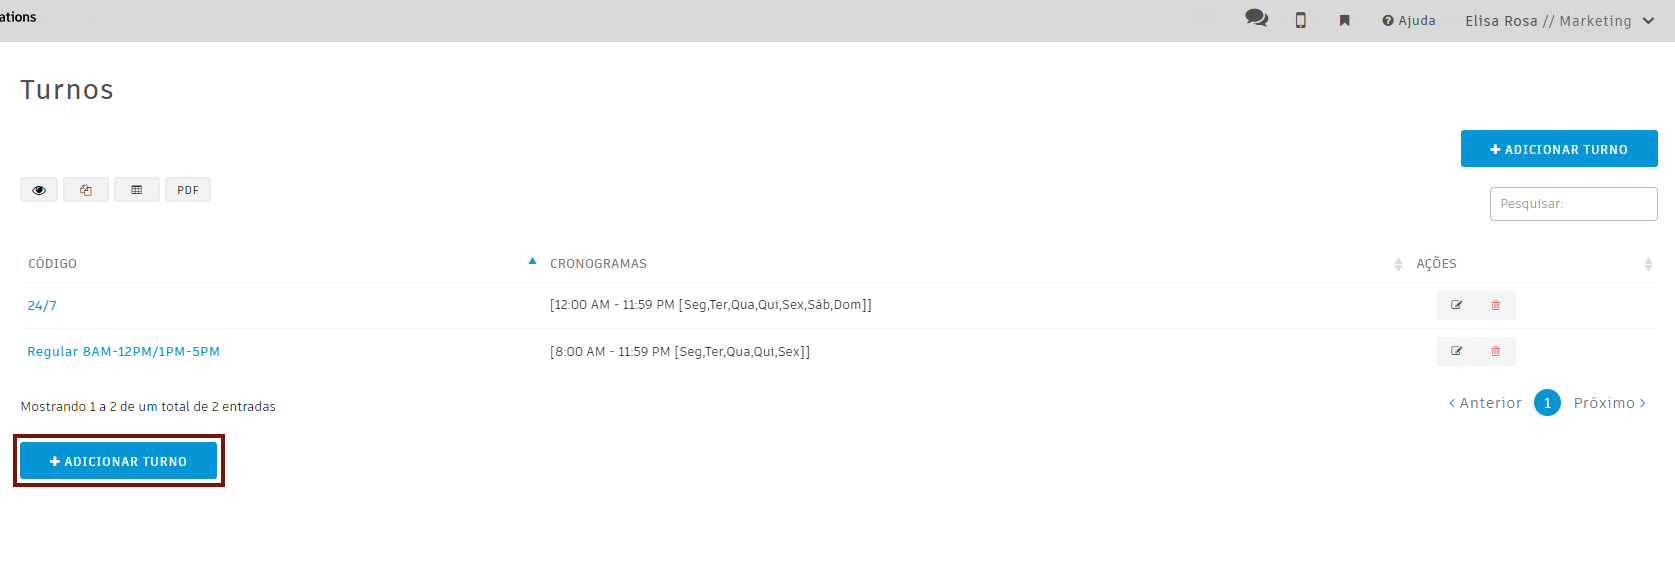 ations
Ajuda
Elisa Rosa // Marketing
Turnos
+ ADICIONAR TURNO
PDF
Pesquisar:
CÓDIGO CRONOGRAMAS AÇÕES
24/7 [12:00 AM - 11:59 PM [Seg,Ter,Qua,Qui,Sex,Sáb,Dom]]
Regular 8AM-12PM/1PM-5PM [8:00 AM - 11:59 PM [Seg,Ter,Qua,Qui,Sex]]
Mostrando 1 a 2 de um total de 2 entradas
‹ Anterior 1 Próximo ›
+ ADICIONAR TURNO